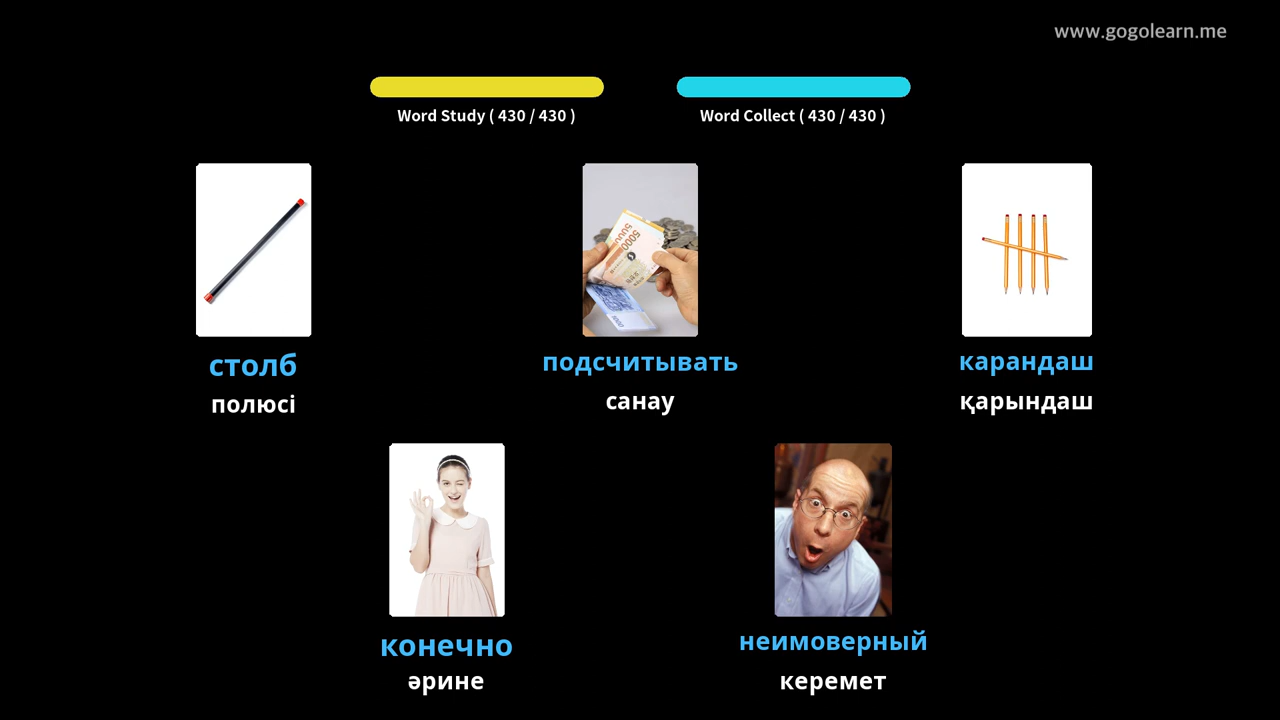 www.gogolearn.me
Word Study ( 430 / 430 )
Word Collect ( 430 / 430 )
столб
полюсі
подсчитывать
санау
карандаш
қарындаш
конечно
әрине
неимоверный
керемет